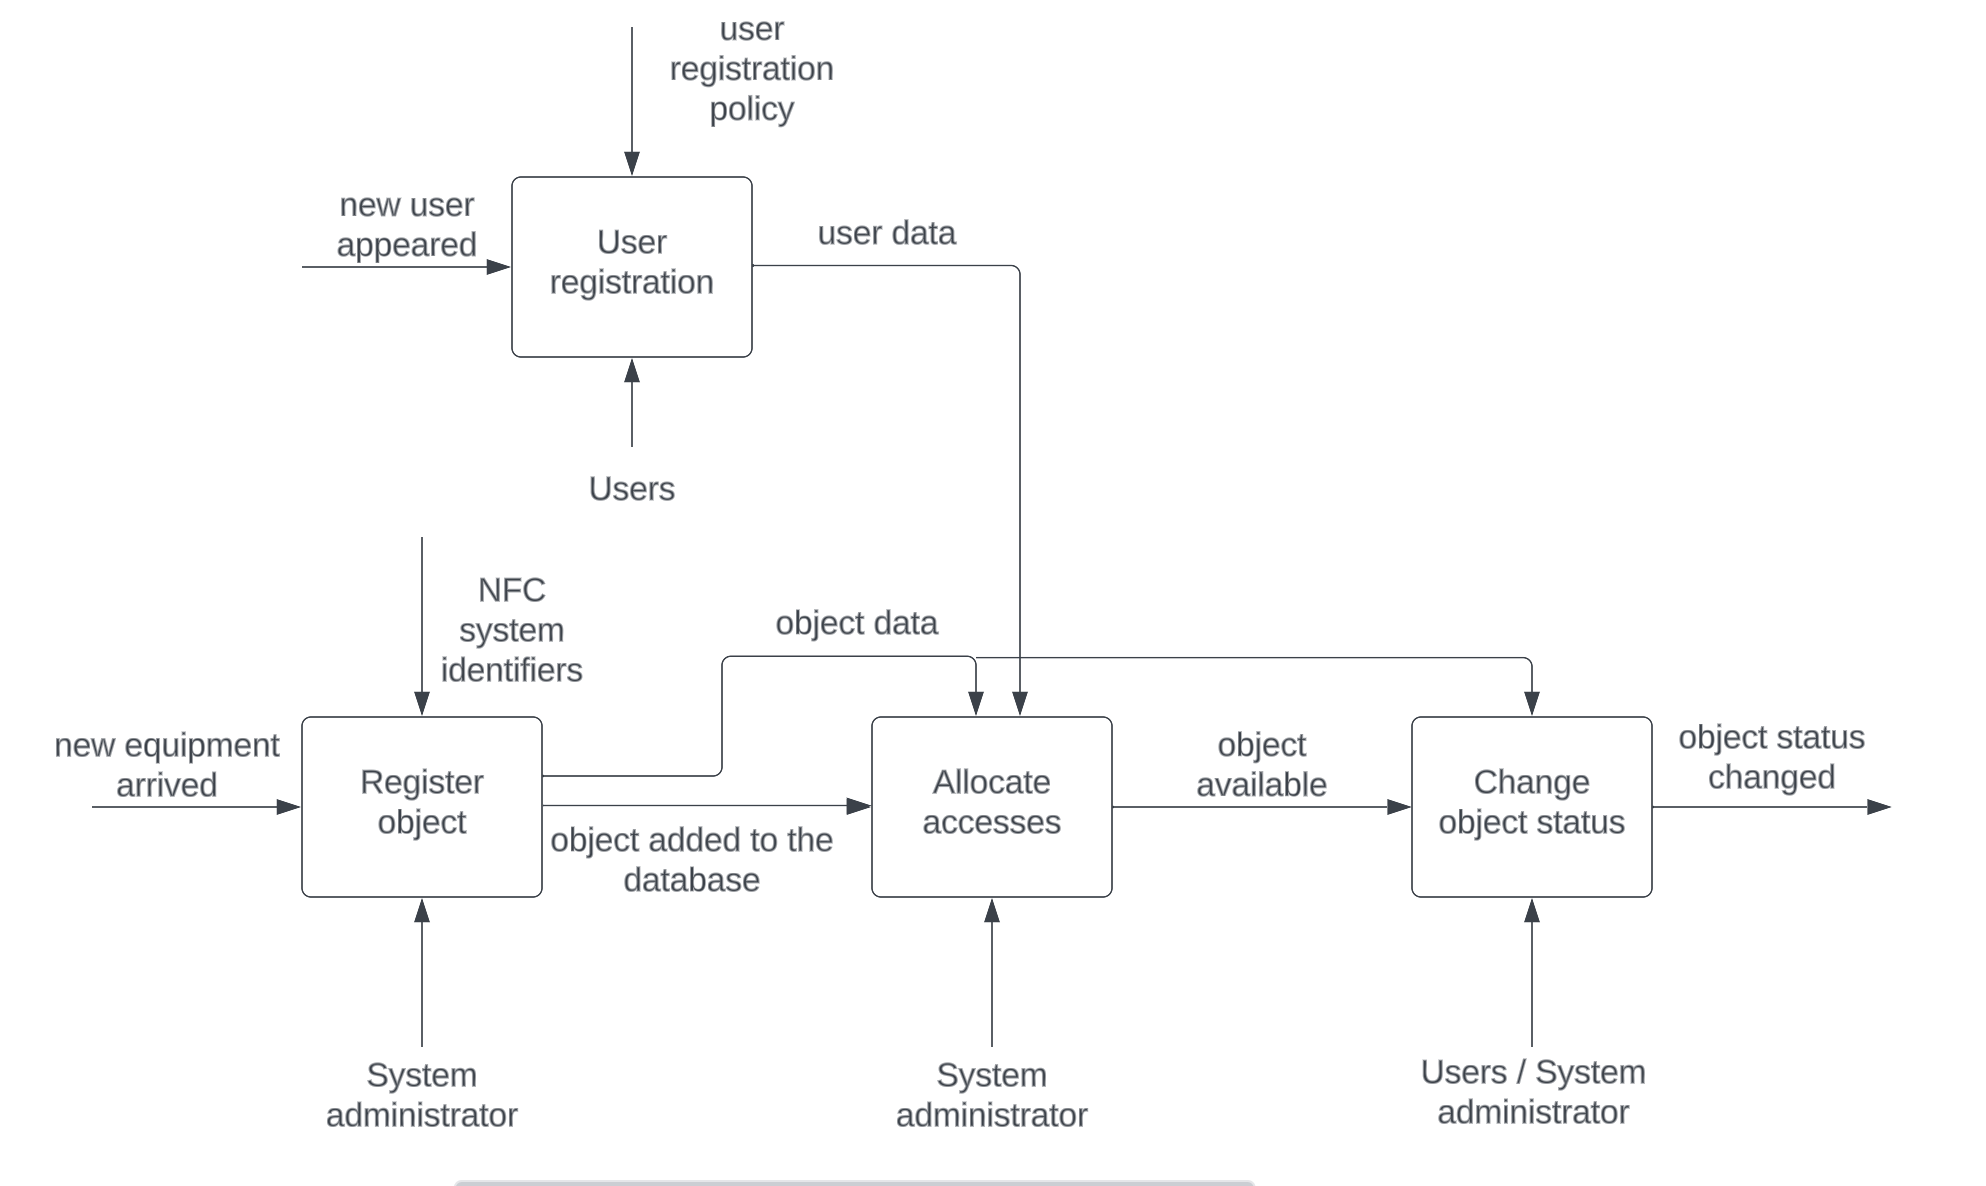 user
registration
policy
new user
appeared
User
registration
user data
Users
NFC
system
identifiers
object data
new equipment
arrived
Register
object
object added to the
database
Allocate
accesses
object
available
Change
object status
object status
changed
System
administrator
System
administrator
Users / System
administrator